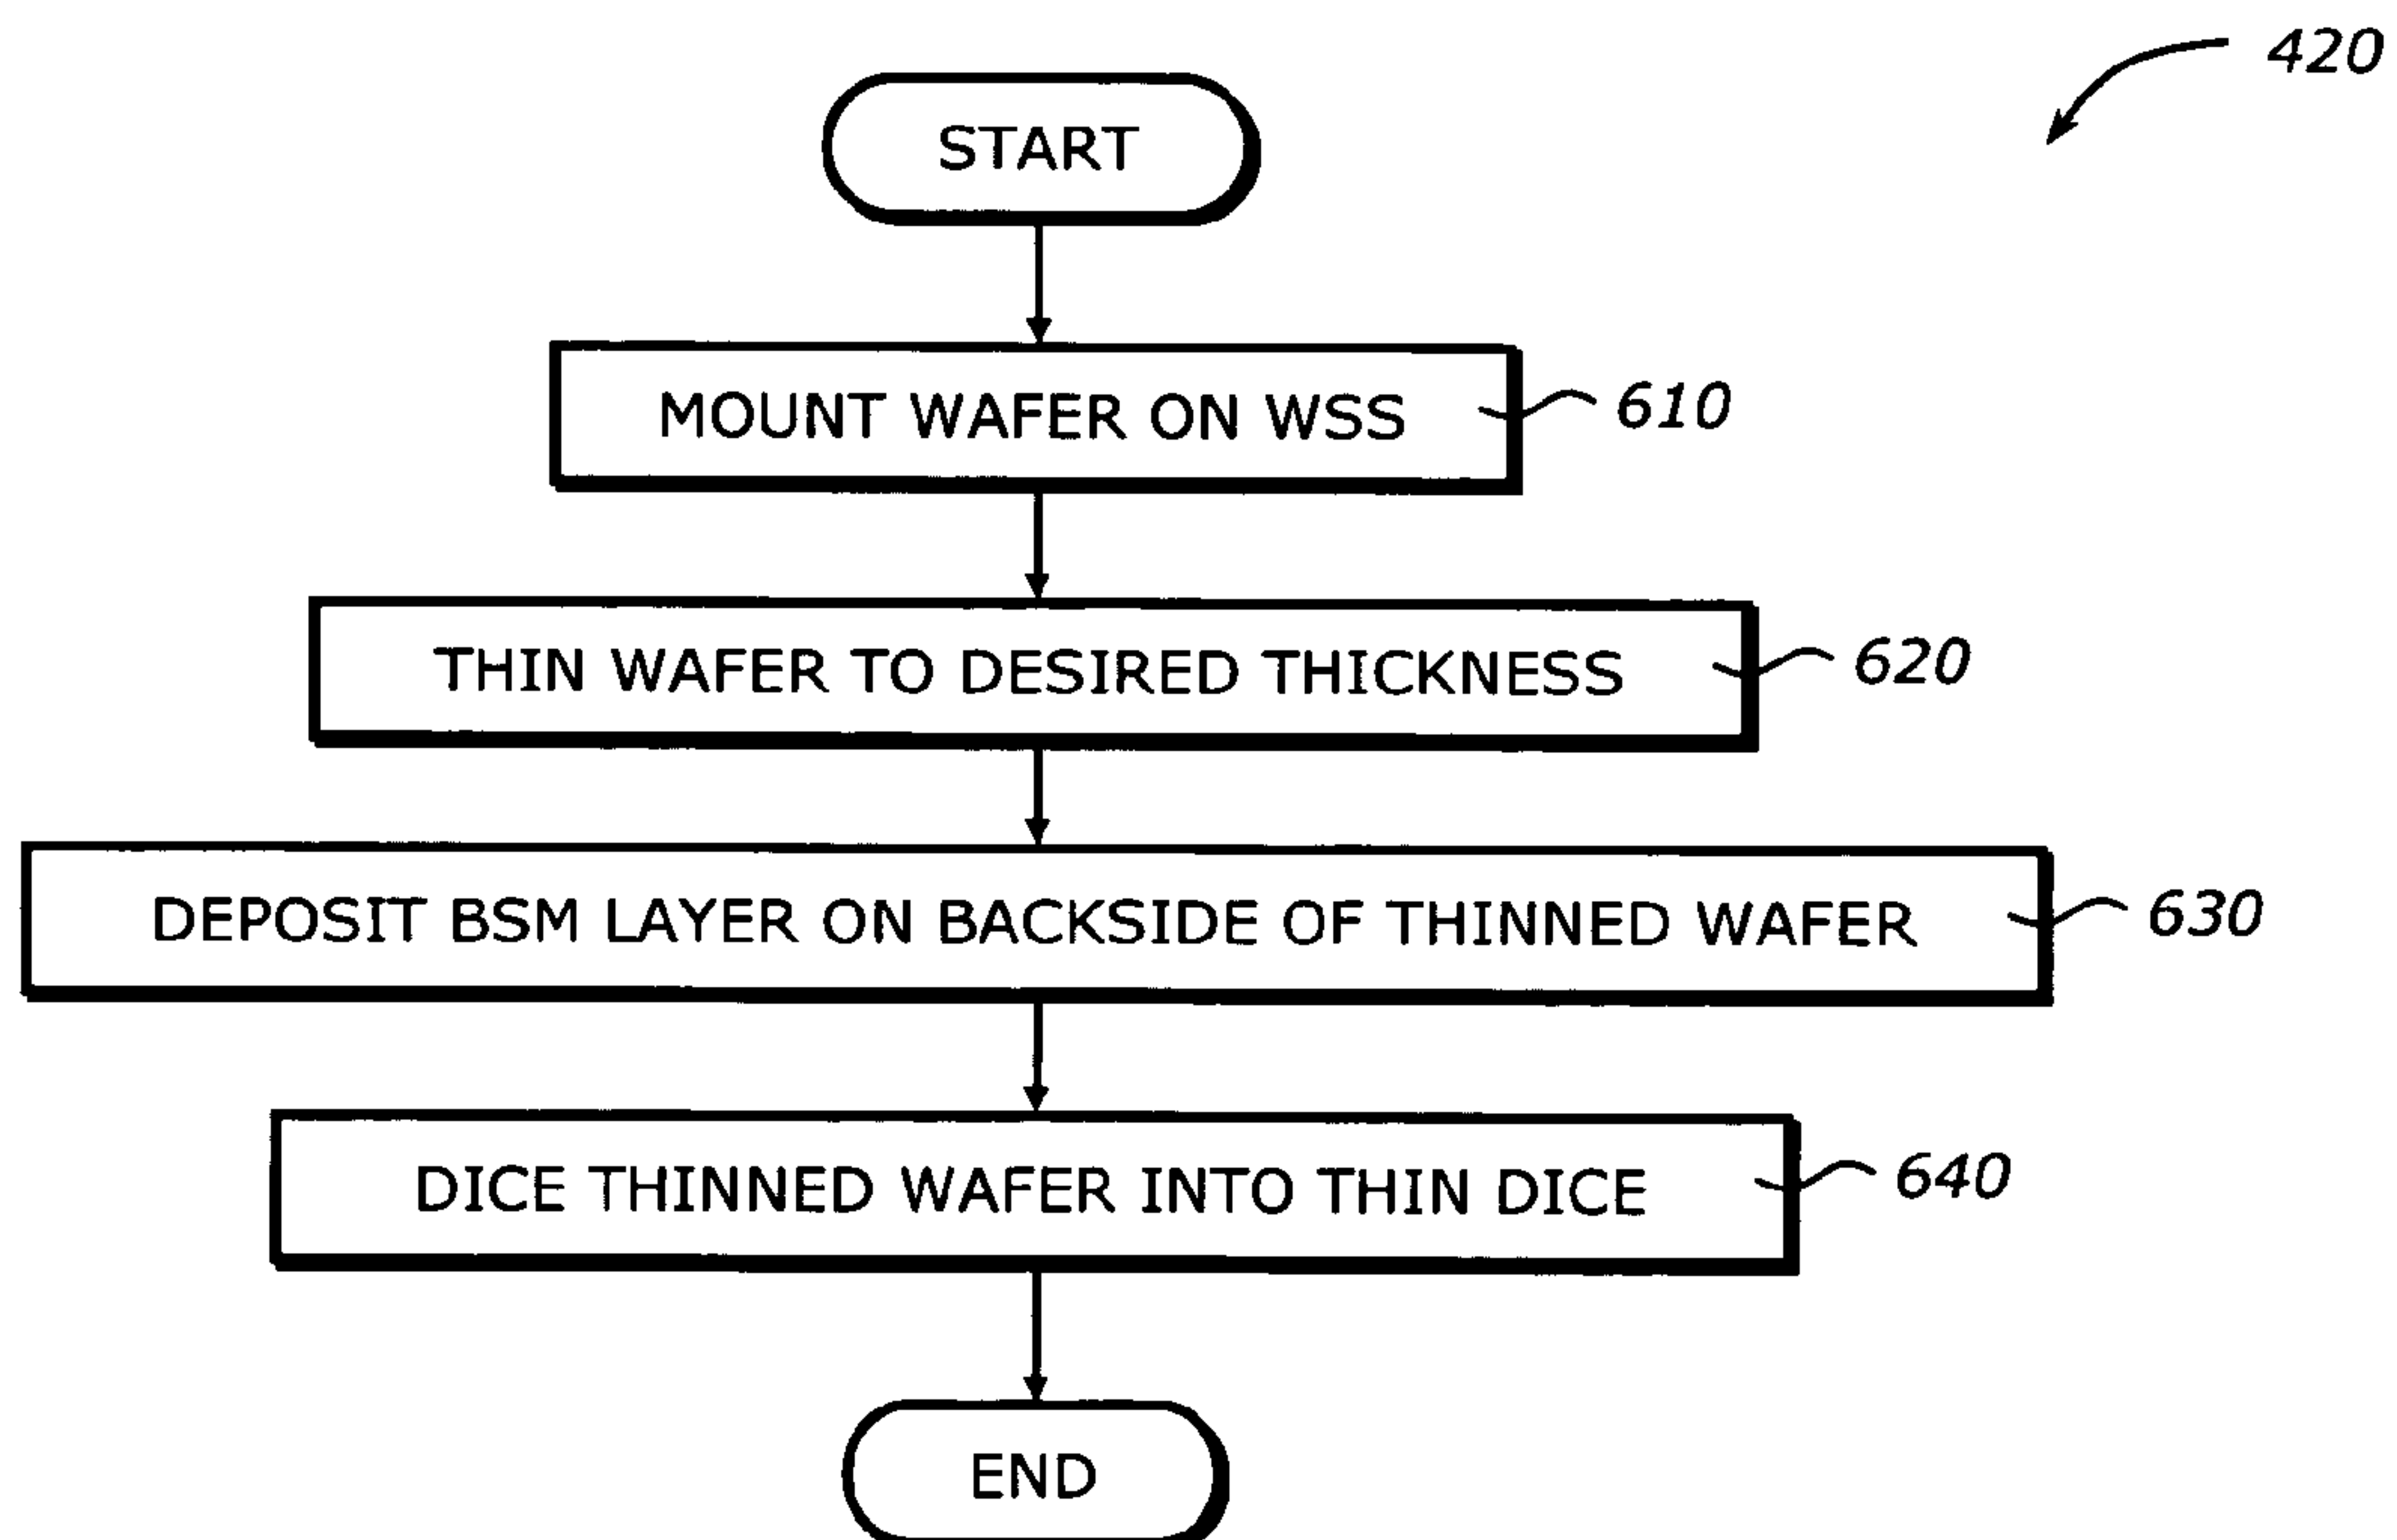 420
START
MOUNT WAFER ON WSS
610
THIN WAFER TO DESIRED THICKNESS
620
DEPOSIT BSM LAYER ON BACKSIDE OF THINNED WAFER
630
DICE THINNED WAFER INTO THIN DICE
640
END